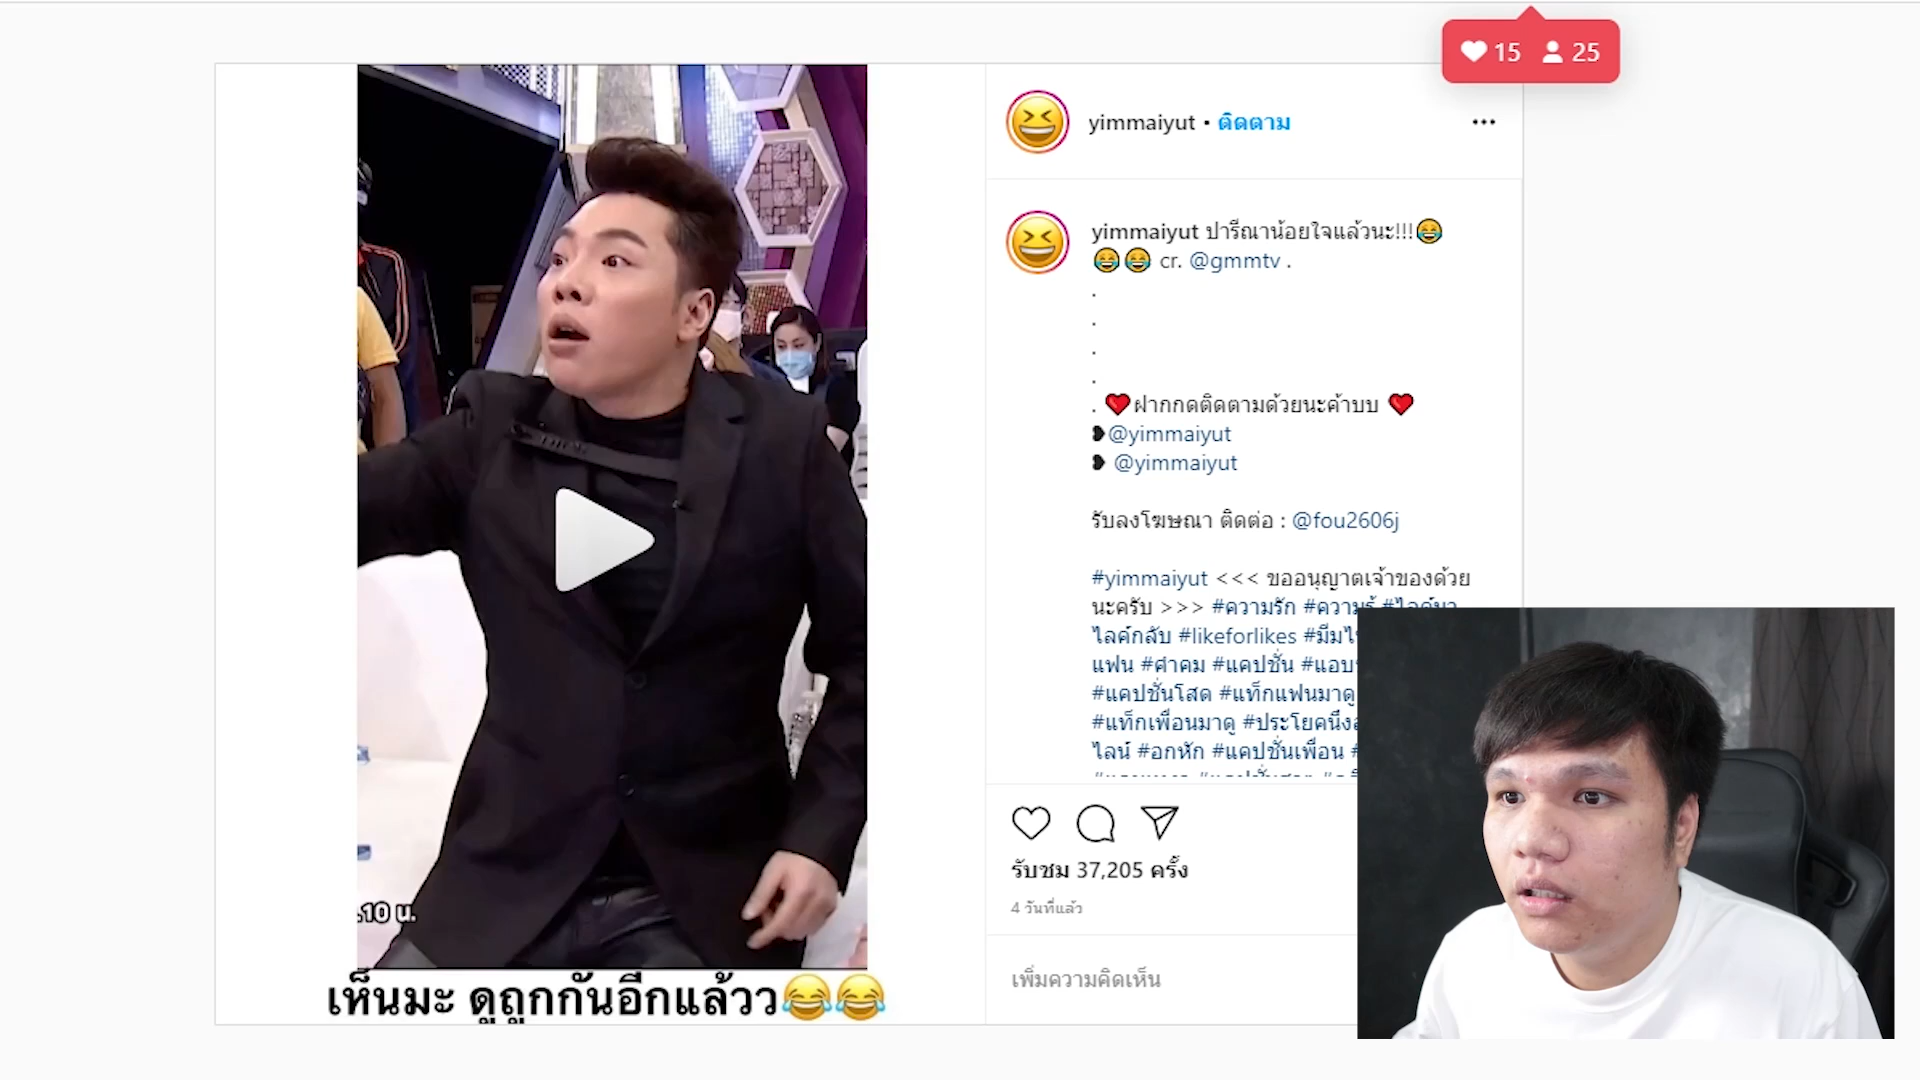 15 25
yimmaiyut • ติดตาม
yimmaiyut ปารีณาน้อยใจแล้วนะ!!!😂
😂😂 cr. @gmmtv .
.
.
.
.
. ❤ฝากกดติดตามด้วยนะค้าบบ ❤
❥@yimmaiyut
❥ @yimmaiyut
รับลงโฆษณา ติดต่อ : @fou2606j
#yimmaiyut <<< ขออนุญาตเจ้าของด้วย
นะครับ >>> #ความรัก #ความรู้
ไลค์กลับ #likeforlikes
แฟน #คำคม #แคปชั่น
#แคปชั่นโสด #แท็กแฟนมาดู
#แท็กเพื่อนมาดู
ไลน์ #อกหัก #แคปชั่นเพื่อน
รับชม 37,205 ครั้ง
4 วันที่แล้ว
เพิ่มความคิดเห็น
.10 น.
เห็นมะ ดูถูกกันอีกแล้วว😂😂